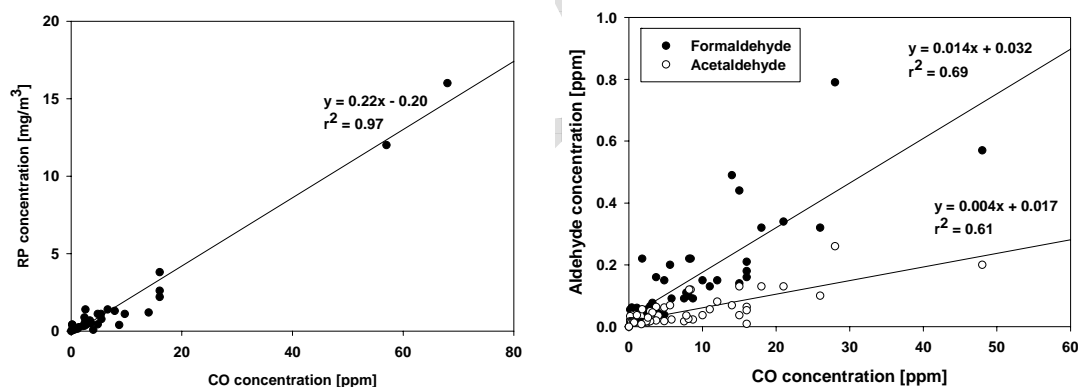 20
15
10
5
0
RP concentration [mg/m³]
y = 0.22x - 0.20
r² = 0.97
0 20 40 60 80
CO concentration [ppm]
1.0
0.8
0.6
0.4
0.2
0.0
Aldehyde concentration [ppm]
Formaldehyde
Acetaldehyde
y = 0.014x + 0.032
r² = 0.69
y = 0.004x + 0.017
r² = 0.61
0 10 20 30 40 50 60
CO concentration [ppm]